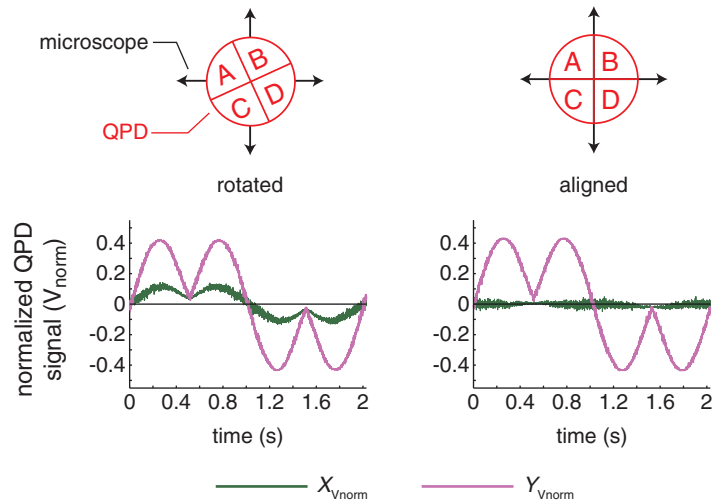 microscope
QPD
A B
C D
A B
C D
rotated
aligned
normalized QPD
signal (Vnorm)
0.4
0.2
0
-0.2
-0.4
0 0.4 0.8 1.2 1.6 2
time (s)
0.4
0.2
0
-0.2
-0.4
0 0.4 0.8 1.2 1.6 2
time (s)
XVnorm
YVnorm